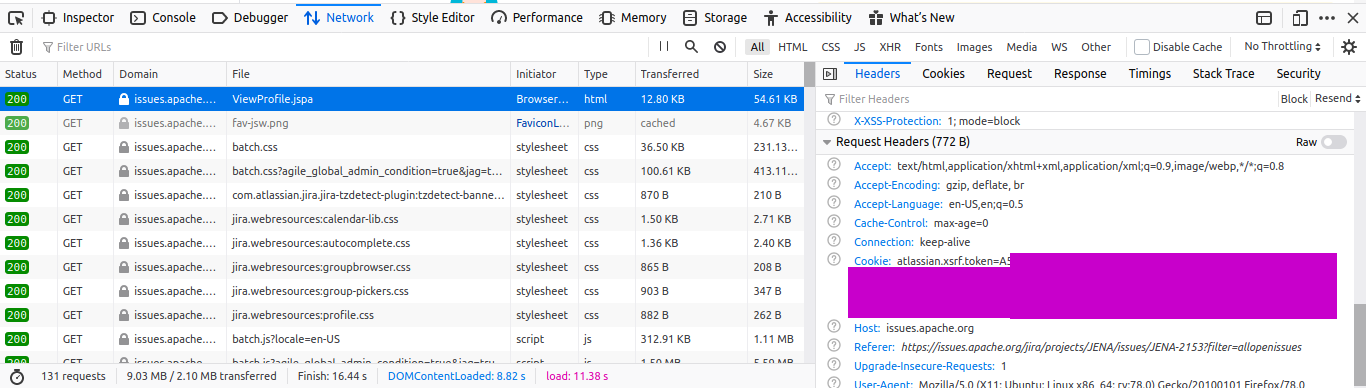 Inspector Console Debugger Network Style Editor Performance Memory Storage Accessibility What's New
Filter URLs All HTML CSS JS XHR Fonts Images Media WS Other Disable Cache No Throttling
Status Method Domain File Initiator Type Transferred Size
Headers Cookies Request Response Timings Stack Trace Security
200 GET issues.apache.... ViewProfile.jspa Browser... html 12.80 KB 54.61 KB
200 GET issues.apache.... fav-jsw.png FaviconL... png cached 4.67 KB
200 GET issues.apache.... batch.css stylesheet css 36.50 KB 231.13...
200 GET issues.apache.... batch.css?agile_global_admin_condition=true&jag=t... stylesheet css 100.61 KB 413.11...
200 GET issues.apache.... com.atlassian.jira.jira-tzdetect-plugin:tzdetect-banne... stylesheet css 870 B 210 B
200 GET issues.apache.... jira.webresources:calendar-lib.css stylesheet css 1.50 KB 2.71 KB
200 GET issues.apache.... jira.webresources:autocomplete.css stylesheet css 1.36 KB 2.40 KB
200 GET issues.apache.... jira.webresources:groupbrowser.css stylesheet css 865 B 208 B
200 GET issues.apache.... jira.webresources:group-pickers.css stylesheet css 903 B 347 B
200 GET issues.apache.... jira.webresources:profile.css stylesheet css 882 B 262 B
200 GET issues.apache.... batch.js?locale=en-US script js 312.91 KB 1.11 MB
200 GET issues.apache.... batch.js?agile_global_admin_condition=true&jag=tru... script js 1.50 MB 5.50 MB
131 requests 9.03 MB / 2.10 MB transferred Finish: 16.44 s DOMContentLoaded: 8.82 s load: 11.38 s
Filter Headers Block Resend
X-XSS-Protection: 1; mode=block
Request Headers (772 B) Raw
Accept: text/html,application/xhtml+xml,application/xml;q=0.9,image/webp,*/*;q=0.8
Accept-Encoding: gzip, deflate, br
Accept-Language: en-US,en;q=0.5
Cache-Control: max-age=0
Connection: keep-alive
Cookie: atlassian.xsrf.token=A5
Host: issues.apache.org
Referer: https://issues.apache.org/jira/projects/JENA/issues/JENA-2153?filter=allopenissues
Upgrade-Insecure-Requests: 1
User-Agent: Mozilla/5.0 (X11; Ubuntu; Linux x86_64; rv:78.0) Gecko/20100101 Firefox/78.0